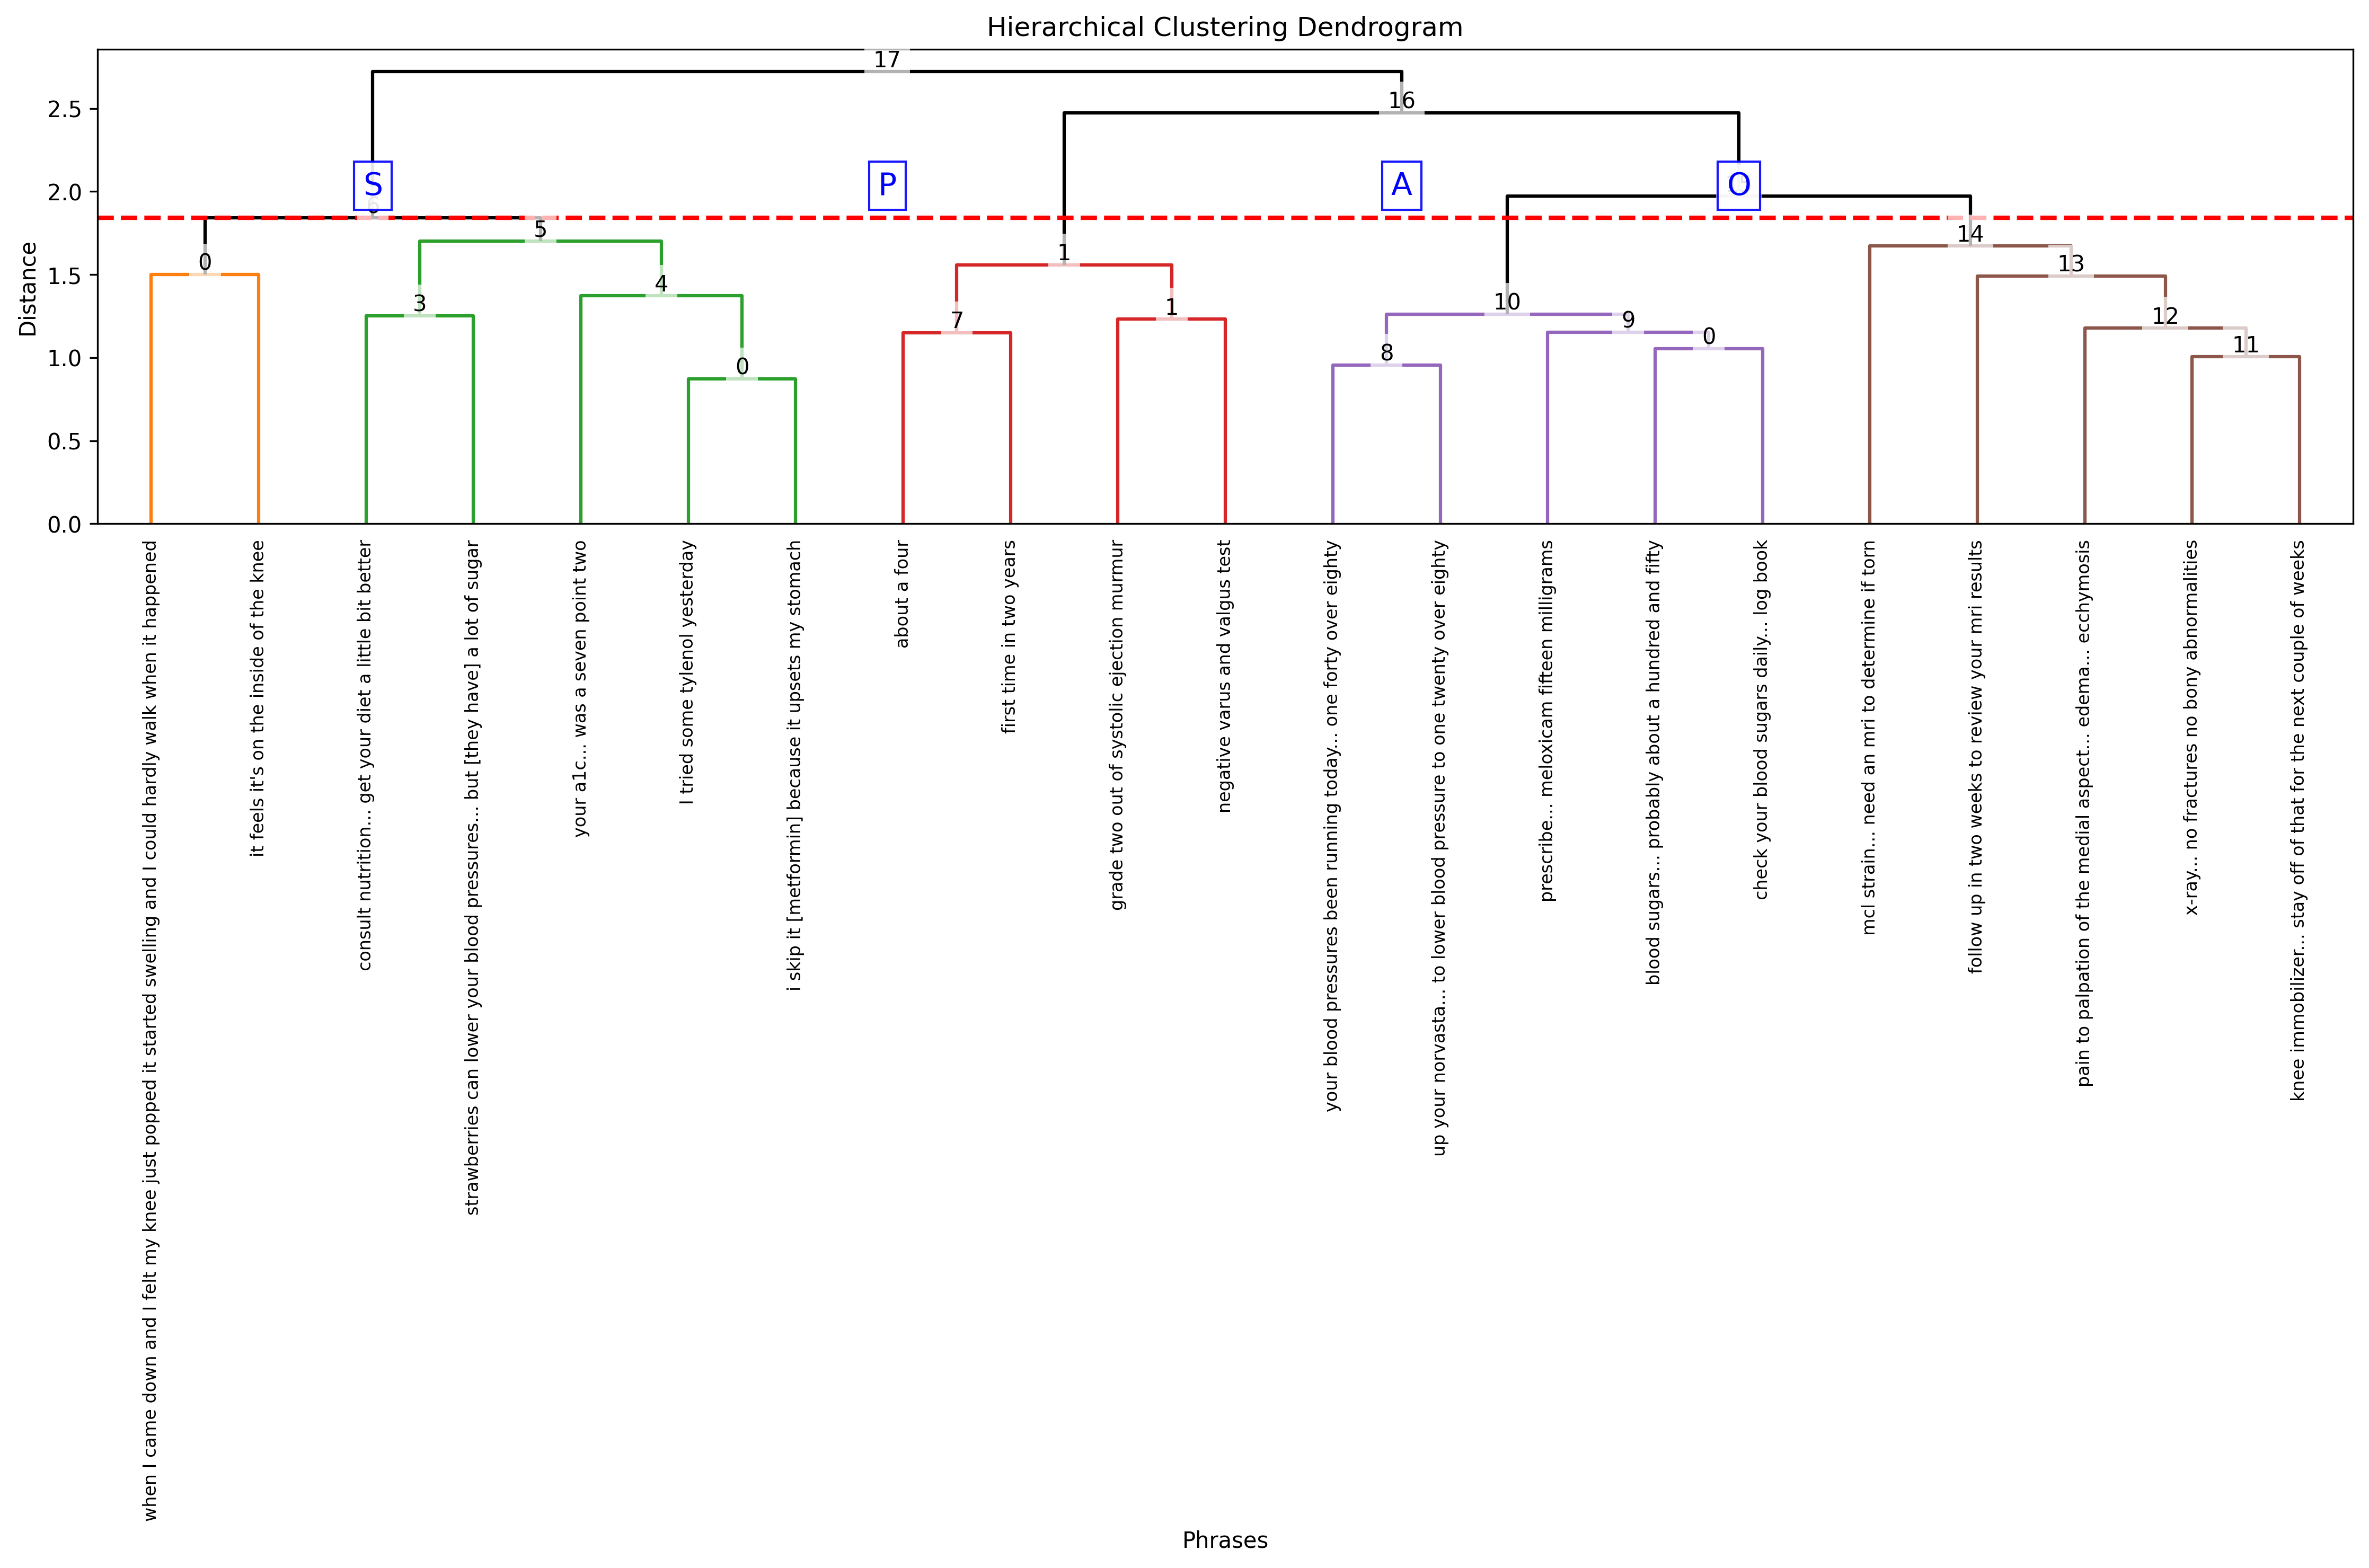 Hierarchical Clustering Dendrogram
17
16
2.5
S
P
A
O
2.0
6
5
14
0
1
13
1.5
4
3
10
12
7
1
9
0
11
8
0
1.0
0.5
0.0
Distance
when I came down and I felt my knee just popped it started swelling and I could hardly walk when it happened
it feels it's on the inside of the knee
consult nutrition... get your diet a little bit better
strawberries can lower your blood pressures... but [they have] a lot of sugar
your a1c... was a seven point two
I tried some tylenol yesterday
i skip it [metformin] because it upsets my stomach
about a four
first time in two years
grade two out of systolic ejection murmur
negative varus and valgus test
your blood pressures been running today... one forty over eighty
up your norvasta... to lower blood pressure to one twenty over eighty
prescribe... meloxicam fifteen milligrams
blood sugars... probably about a hundred and fifty
check your blood sugars daily... log book
mcl strain... need an mri to determine if torn
follow up in two weeks to review your mri results
pain to palpation of the medial aspect... edema... ecchymosis
x-ray... no fractures no bony abnormalities
knee immobilizer... stay off of that for the next couple of weeks
Phrases